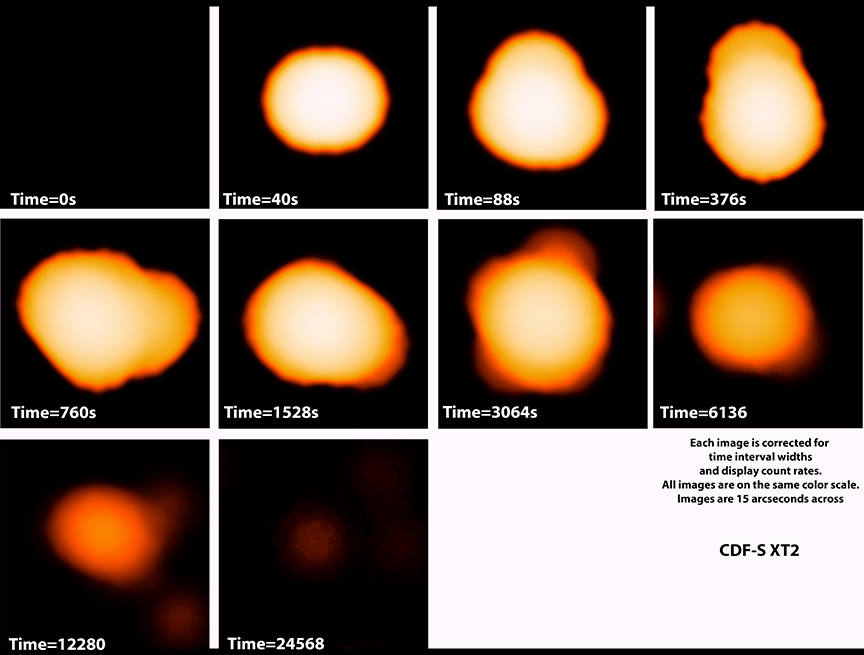 Time=0s
Time=40s
Time=88s
Time=376s
Time=760s
Time=1528s
Time=3064s
Time=6136
Each image is corrected for
time interval widths
and display count rates.
All images are on the same color scale.
Images are 15 arcseconds across
CDF-S XT2
Time=12280
Time=24568